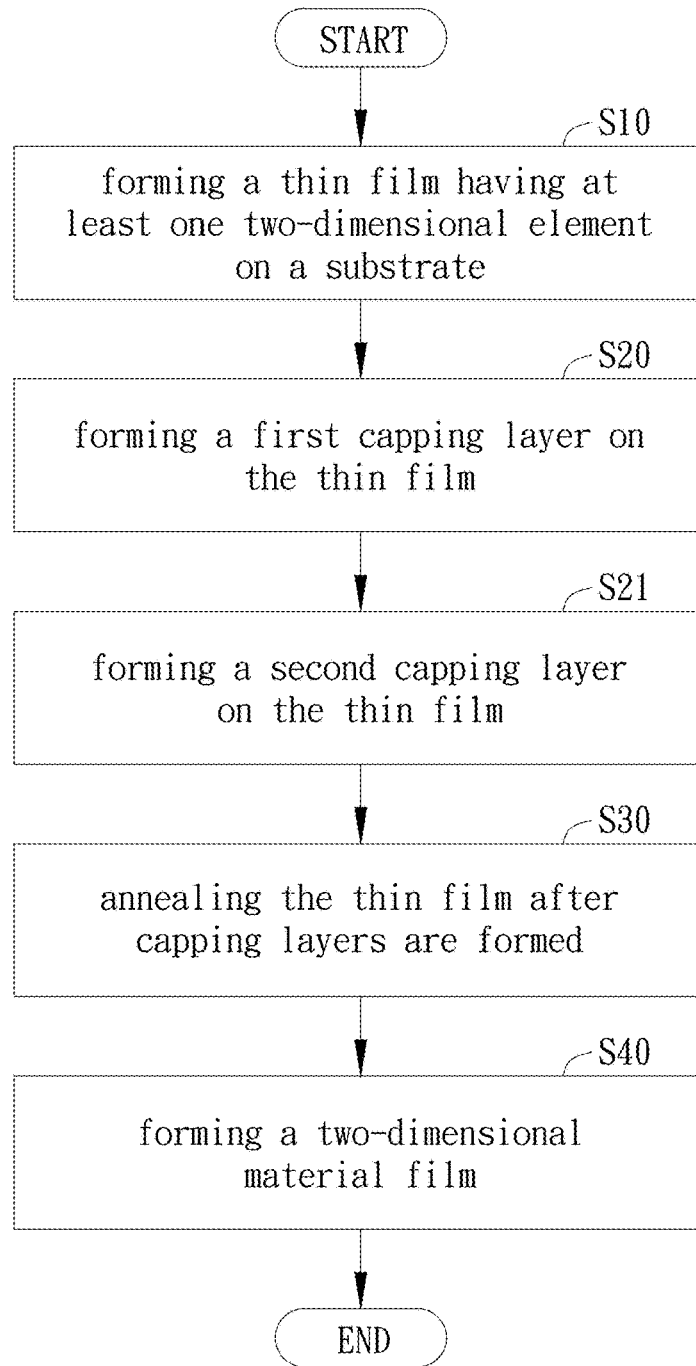 START
S10
forming a thin film having at
least one two-dimensional element
on a substrate
S20
forming a first capping layer on
the thin film
S21
forming a second capping layer
on the thin film
S30
annealing the thin film after
capping layers are formed
S40
forming a two-dimensional
material film
END